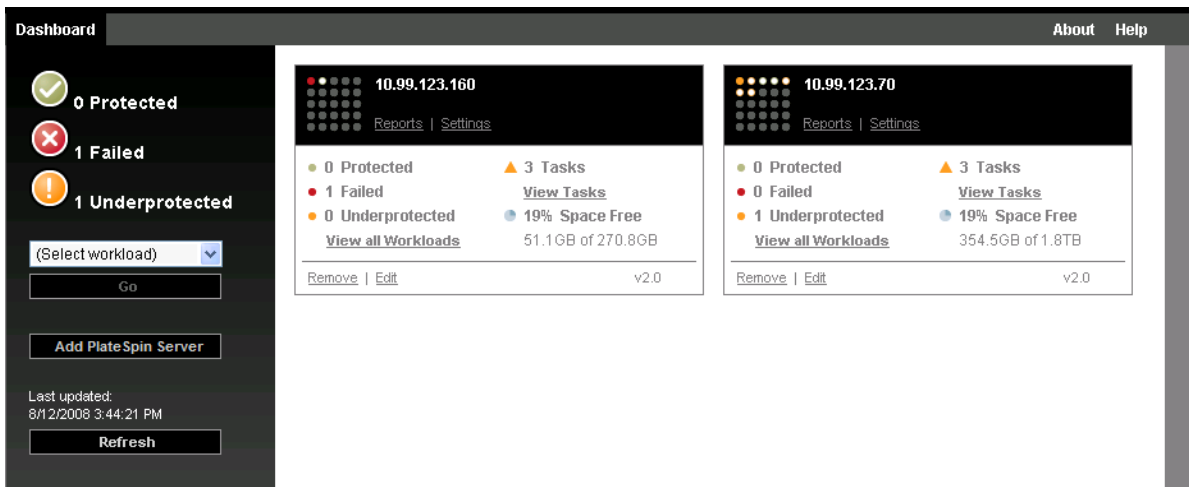 Dashboard
About Help
0 Protected
1 Failed
1 Underprotected
(Select workload)
Go
Add PlateSpin Server
Last updated:
8/12/2008 3:44:21 PM
Refresh
10.99.123.160
Reports | Settings
0 Protected
1 Failed
0 Underprotected
View all Workloads
3 Tasks
View Tasks
19% Space Free
51.1GB of 270.8GB
Remove | Edit
v2.0
10.99.123.70
Reports | Settings
0 Protected
0 Failed
1 Underprotected
View all Workloads
3 Tasks
View Tasks
19% Space Free
354.5GB of 1.8TB
Remove | Edit
v2.0